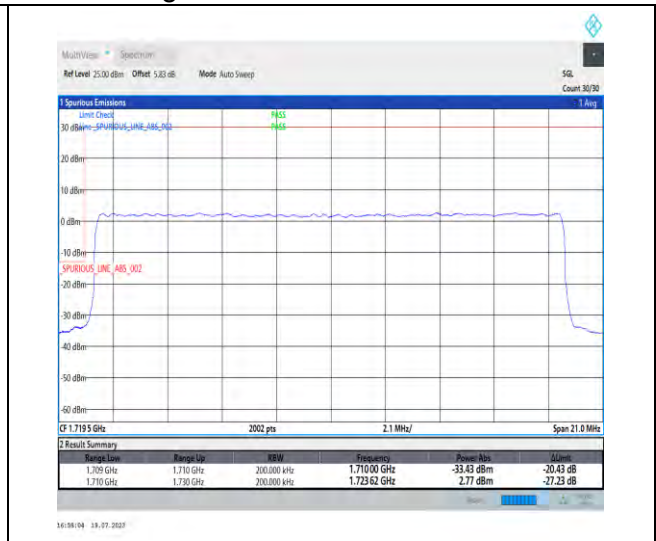 MultiView Spectrum
Ref Level 25.00 dBm Offset 5.83 dB Mode Auto Sweep SGL
Count 30/30
1 Spurious Emissions 1 Avg
Limit Check PASS
30 dBm Line _SPURIOUS_LINE_ABS_002 PASS
20 dBm
10 dBm
0 dBm
-10 dBm
_SPURIOUS_LINE_ABS_002
-20 dBm
-30 dBm
-40 dBm
-50 dBm
-60 dBm
CF 1.7195 GHz 2002 pts 2.1 MHz/ Span 21.0 MHz
2 Result Summary
Range Low Range Up RBW Frequency Power Abs ΔLimit
1.709 GHz 1.710 GHz 200.000 kHz 1.71000 GHz -33.43 dBm -20.43 dB
1.710 GHz 1.730 GHz 200.000 kHz 1.72362 GHz 2.77 dBm -27.23 dB
16:58:04 19.07.2023